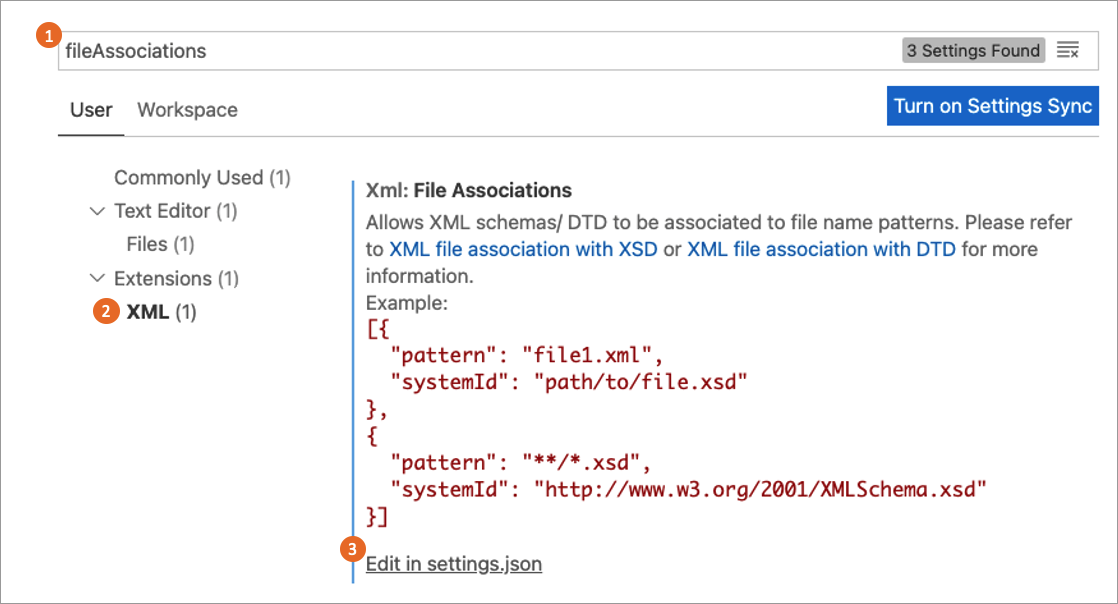 1
fileAssociations 3 Settings Found
User Workspace Turn on Settings Sync
Commonly Used (1)
Text Editor (1)
Files (1)
Extensions (1)
2 XML (1)
Xml: File Associations
Allows XML schemas/ DTD to be associated to file name patterns. Please refer
to XML file association with XSD or XML file association with DTD for more
information.
Example:
[{
  "pattern": "file1.xml",
  "systemId": "path/to/file.xsd"
},
{
  "pattern": "**/*.xsd",
  "systemId": "http://www.w3.org/2001/XMLSchema.xsd"
}]
3
Edit in settings.json